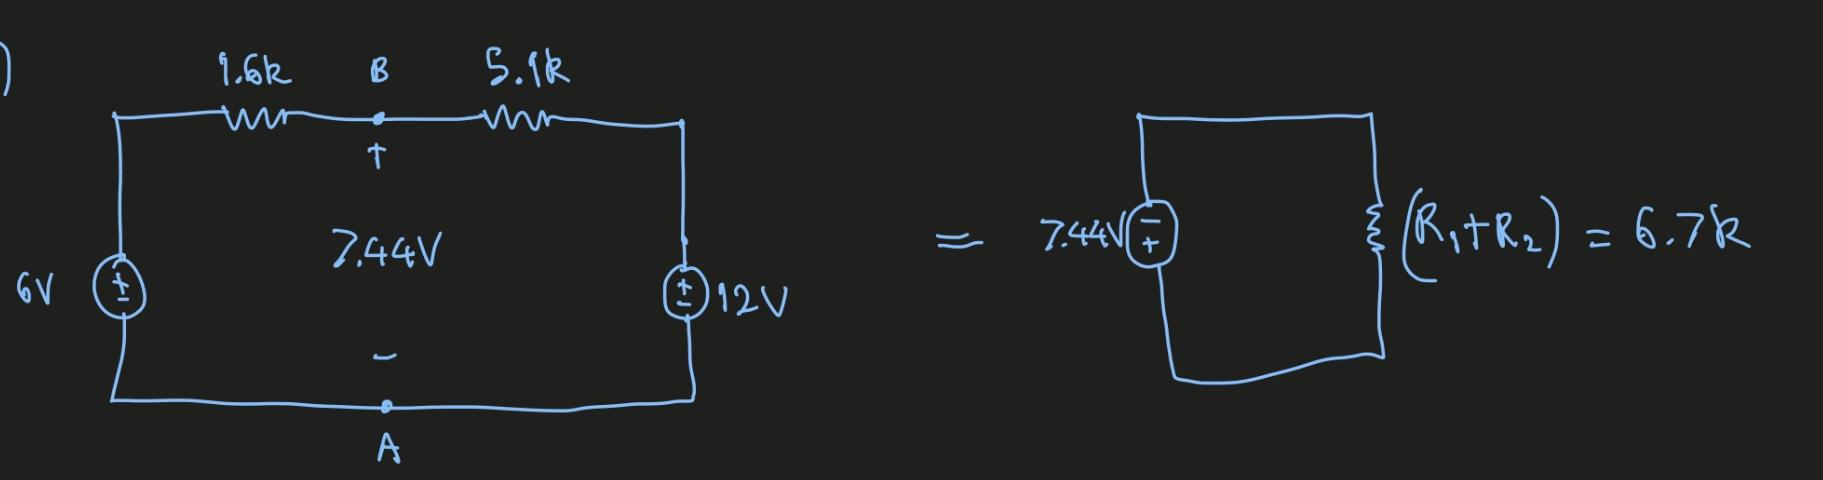 )
1.6k B 5.1k
+
7.44V
6V + - + - 12V
-
A
= 7.44V - + (R1+R2) = 6.7k